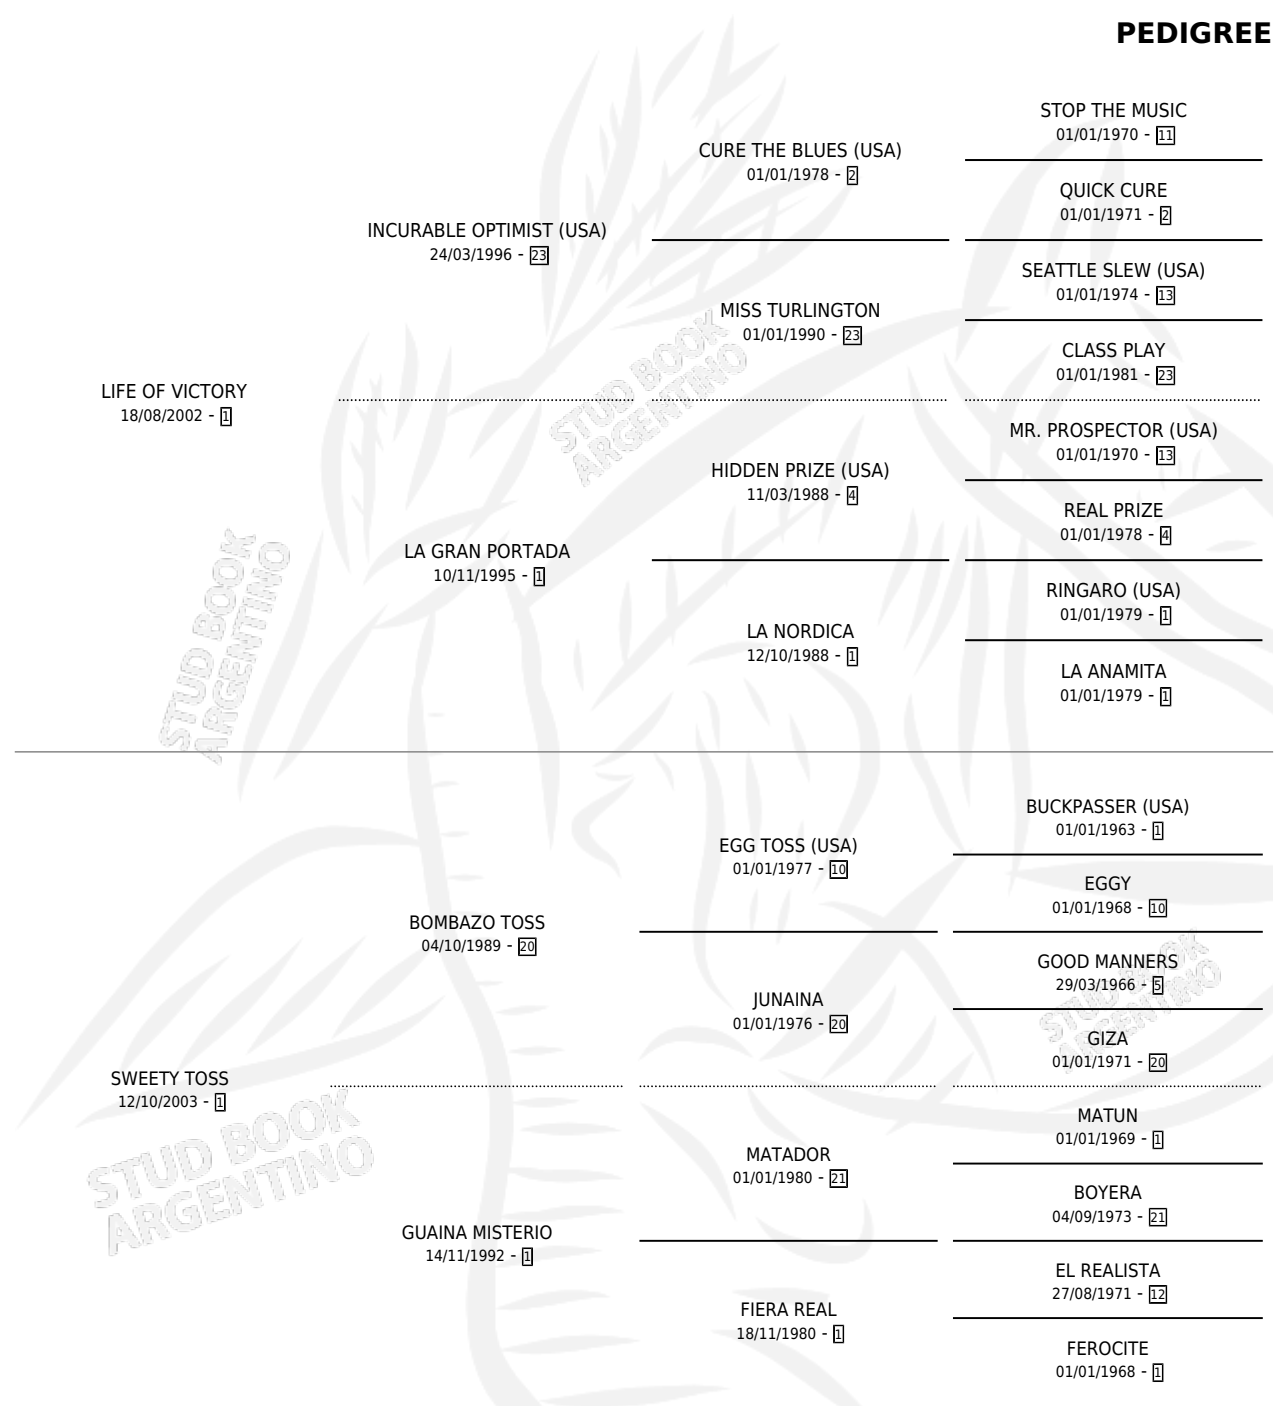 PEDIGREE
STOP THE MUSIC
01/01/1970 - 11
CURE THE BLUES (USA)
01/01/1978 - 2
QUICK CURE
01/01/1971 - 2
INCURABLE OPTIMIST (USA)
24/03/1996 - 23
SEATTLE SLEW (USA)
01/01/1974 - 13
MISS TURLINGTON
01/01/1990 - 23
CLASS PLAY
01/01/1981 - 23
LIFE OF VICTORY
18/08/2002 - 1
MR. PROSPECTOR (USA)
01/01/1970 - 13
HIDDEN PRIZE (USA)
11/03/1988 - 4
REAL PRIZE
01/01/1978 - 4
LA GRAN PORTADA
10/11/1995 - 1
RINGARO (USA)
01/01/1979 - 1
LA NORDICA
12/10/1988 - 1
LA ANAMITA
01/01/1979 - 1
BUCKPASSER (USA)
01/01/1963 - 1
EGG TOSS (USA)
01/01/1977 - 10
EGGY
01/01/1968 - 10
BOMBAZO TOSS
04/10/1989 - 20
GOOD MANNERS
29/03/1966 - 5
JUNAINA
01/01/1976 - 20
GIZA
01/01/1971 - 20
SWEETY TOSS
12/10/2003 - 1
MATUN
01/01/1969 - 1
MATADOR
01/01/1980 - 21
BOYERA
04/09/1973 - 21
GUAINA MISTERIO
14/11/1992 - 1
EL REALISTA
27/08/1971 - 12
FIERA REAL
18/11/1980 - 1
FEROCITE
01/01/1968 - 1
STUD BOOK
ARGENTINO
STUD BOOK
ARGENTINO
STUD BOOK
ARGENTINO
STUD BOOK
ARGENTINO